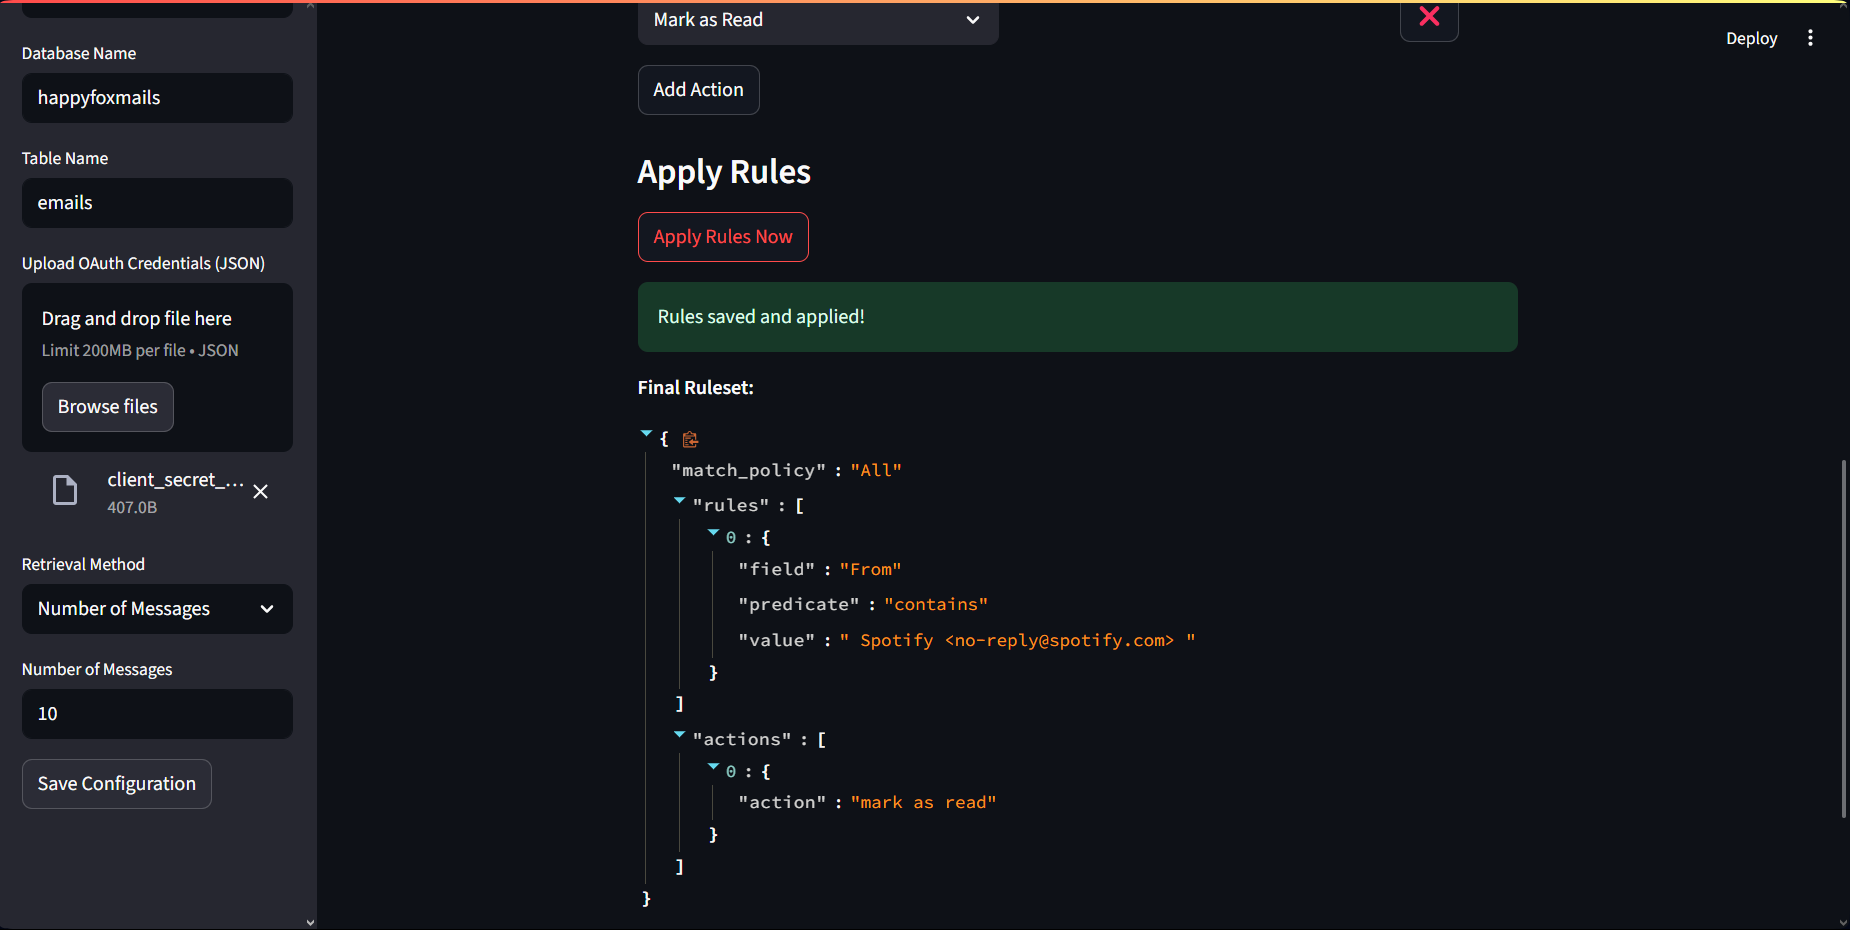 Database Name
happyfoxmails
Table Name
emails
Upload OAuth Credentials (JSON)
Drag and drop file here
Limit 200MB per file • JSON
Browse files
client_secret_...
407.0B
Retrieval Method
Number of Messages
Number of Messages
10
Save Configuration
Mark as Read
Deploy
Add Action
Apply Rules
Apply Rules Now
Rules saved and applied!
Final Ruleset:
{
"match_policy" : "All"
"rules" : [
0 : {
"field" : "From"
"predicate" : "contains"
"value" : " Spotify <no-reply@spotify.com> "
}
]
"actions" : [
0 : {
"action" : "mark as read"
}
]
}